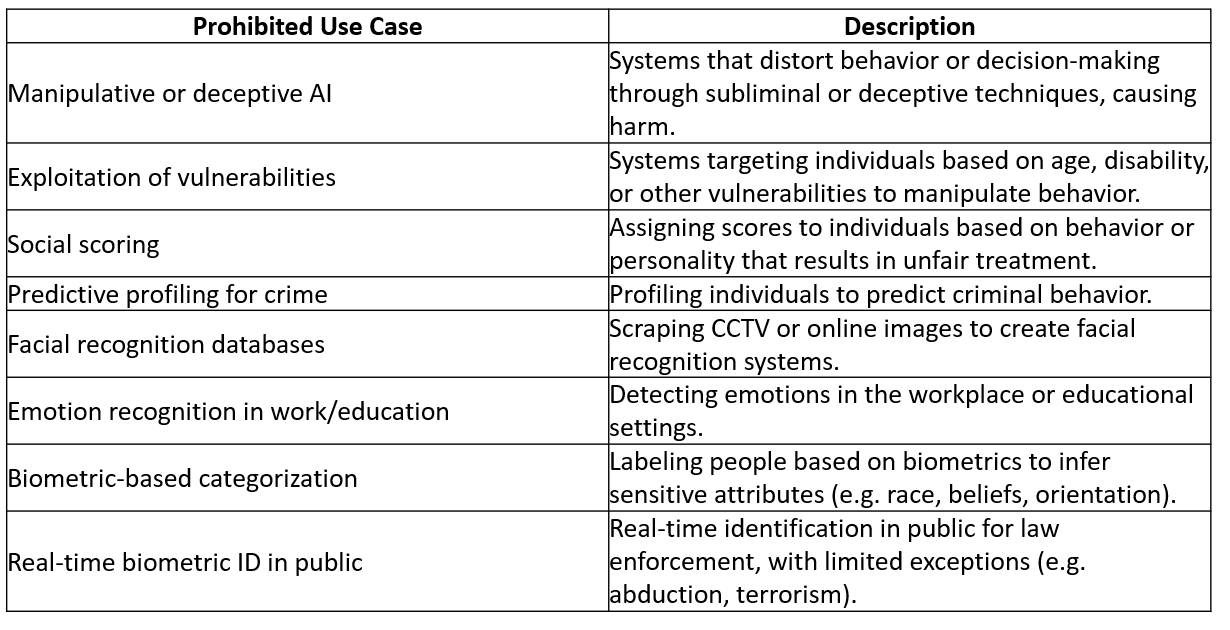 Prohibited Use Case
Description
Manipulative or deceptive AI
Systems that distort behavior or decision-making
through subliminal or deceptive techniques, causing
harm.
Exploitation of vulnerabilities
Systems targeting individuals based on age, disability,
or other vulnerabilities to manipulate behavior.
Social scoring
Assigning scores to individuals based on behavior or
personality that results in unfair treatment.
Predictive profiling for crime
Profiling individuals to predict criminal behavior.
Facial recognition databases
Scraping CCTV or online images to create facial
recognition systems.
Emotion recognition in work/education
Detecting emotions in the workplace or educational
settings.
Biometric-based categorization
Labeling people based on biometrics to infer
sensitive attributes (e.g. race, beliefs, orientation).
Real-time biometric ID in public
Real-time identification in public for law
enforcement, with limited exceptions (e.g.
abduction, terrorism).